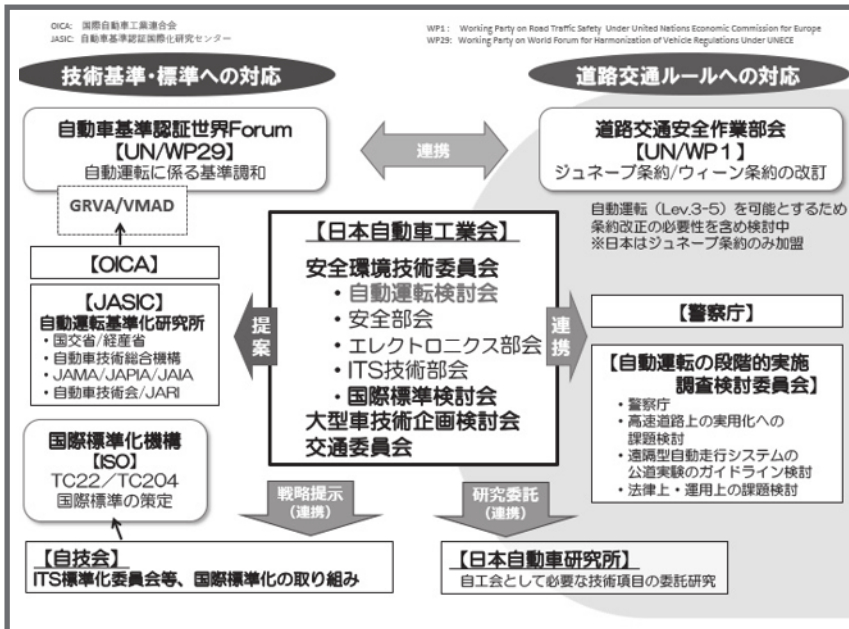 OICA: 国際自動車工業連合会
JASIC: 自動車基準認証国際化研究センター
WP1: Working Party on Road Traffic Safety Under United Nations Economic Commission for Europe
WP29: Working Party on World Forum for Harmonization of Vehicle Regulations Under UNECE
技術基準・標準への対応
道路交通ルールへの対応
自動車基準認証世界Forum
【UN/WP29】
自動運転に係る基準調和
連携
道路交通安全作業部会
【UN/WP1】
ジュネーブ条約/ウィーン条約の改訂
GRVA/VMAD
自動運転（Lev.3-5）を可能とするため
条約改正の必要性を含め検討中
※日本はジュネーブ条約のみ加盟
【OICA】
【JASIC】
自動運転基準化研究所
・国交省/経産省
・自動車技術総合機構
・JAMA/JAPIA/JAIA
・自動車技術会/JARI
提案
【日本自動車工業会】
安全環境技術委員会
・自動運転検討会
・安全部会
・エレクトロニクス部会
・ITS技術部会
・国際標準検討会
大型車技術企画検討会
交通委員会
連携
【警察庁】
【自動運転の段階的実施
調査検討委員会】
・警察庁
・高速道路上の実用化への
課題検討
・遠隔型自動走行システムの
公道実験のガイドライン検討
・法律上・運用上の課題検討
国際標準化機構
【ISO】
TC22／TC204
国際標準の策定
戦略提示
（連携）
研究委託
（連携）
【自技会】
ITS標準化委員会等、国際標準化の取り組み
【日本自動車研究所】
自工会として必要な技術項目の委託研究